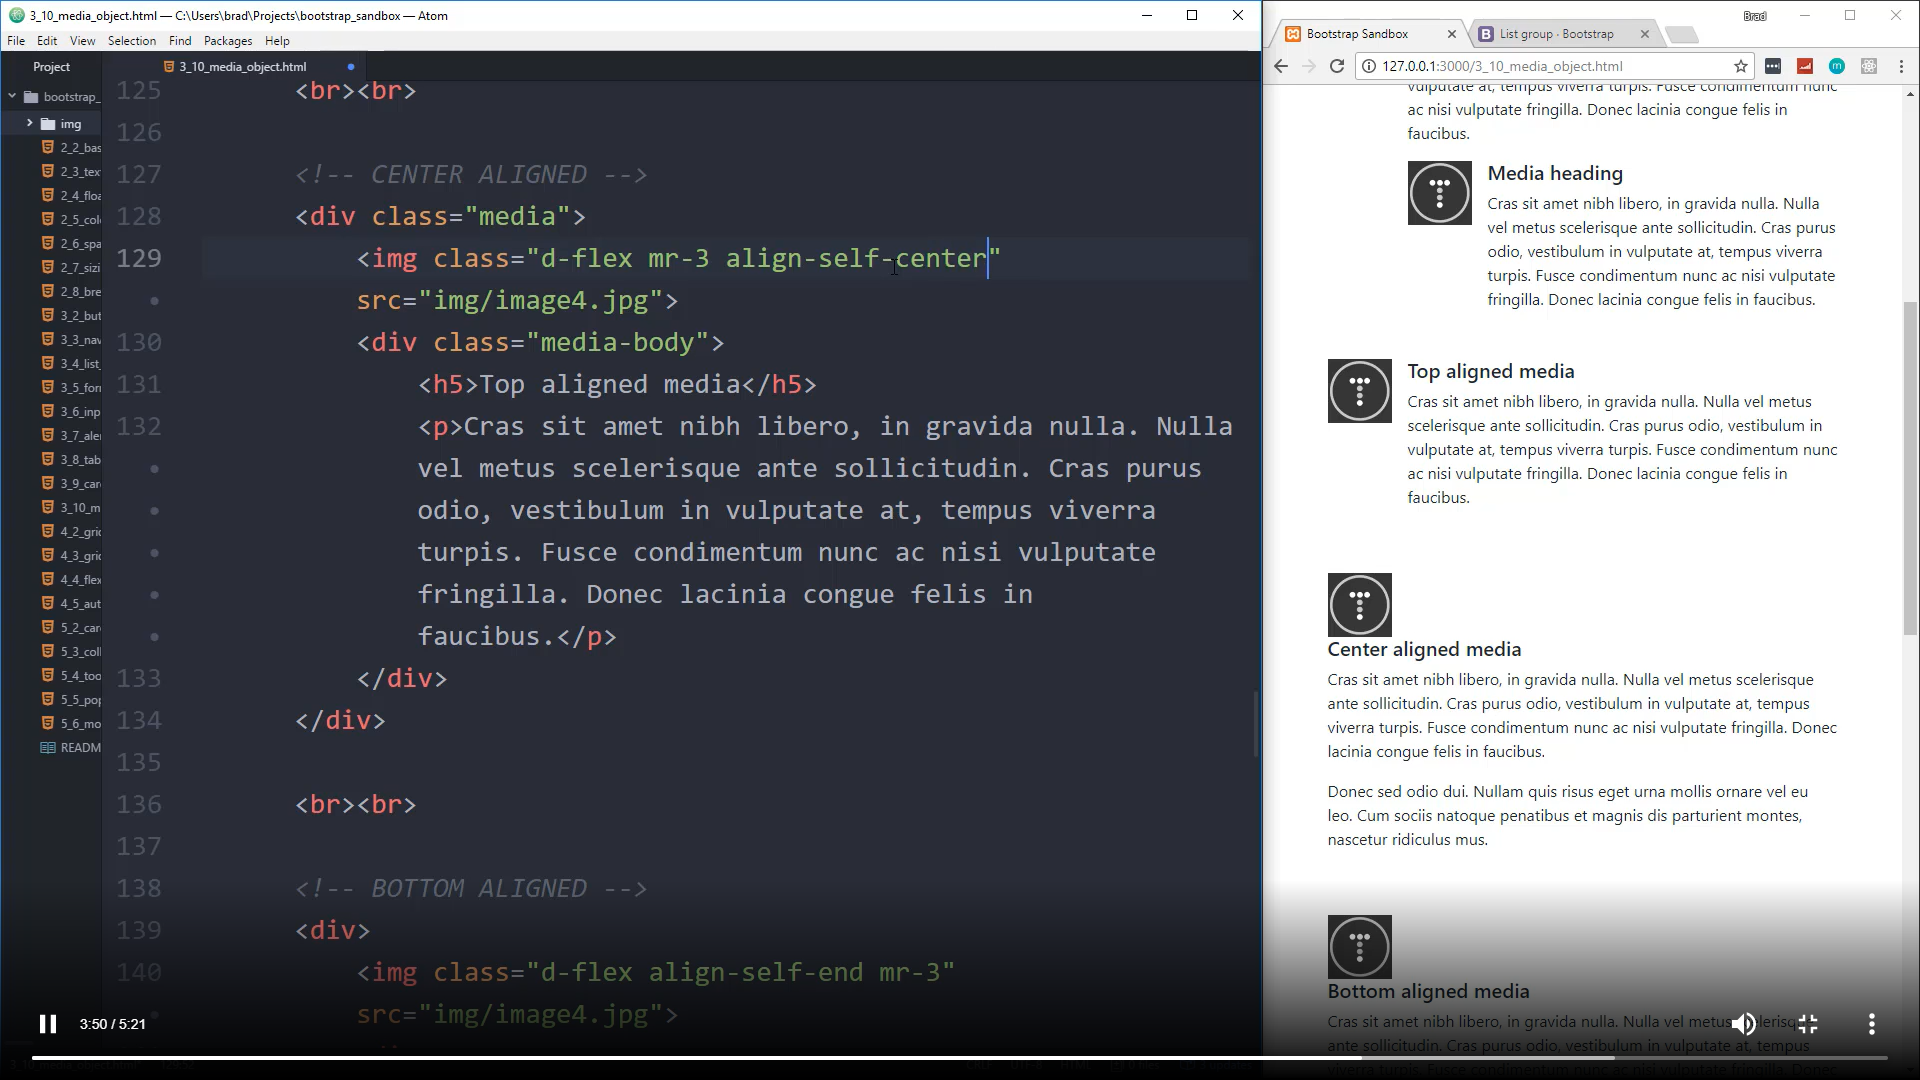 3_10_media_object.html — C:\Users\brad\Projects\bootstrap_sandbox — Atom
File Edit View Selection Find Packages Help
Project
3_10_media_object.html
bootstrap_
img
2_2_bas
2_3_tex
2_4_floa
2_5_colo
2_6_spa
2_7_sizi
2_8_bre
3_2_but
3_3_nav
3_4_list_
3_5_forn
3_6_inp
3_7_aler
3_8_tab
3_9_car
3_10_m
4_2_gric
4_3_gric
4_4_flex
4_5_aut
5_2_car
5_3_coll
5_4_too
5_5_pop
5_6_mo
README
125 <br><br>
126
127 <!-- CENTER ALIGNED -->
128 <div class="media">
129 <img class="d-flex mr-3 align-self-center"
src="img/image4.jpg">
130 <div class="media-body">
131 <h5>Top aligned media</h5>
132 <p>Cras sit amet nibh libero, in gravida nulla. Nulla
vel metus scelerisque ante sollicitudin. Cras purus
odio, vestibulum in vulputate at, tempus viverra
turpis. Fusce condimentum nunc ac nisi vulputate
fringilla. Donec lacinia congue felis in
faucibus.</p>
133 </div>
134 </div>
135
136 <br><br>
137
138 <!-- BOTTOM ALIGNED -->
139 <div>
140 <img class="d-flex align-self-end mr-3"
src="img/image4.jpg">
3:50 / 5:21
Brad
Bootstrap Sandbox
List group · Bootstrap
127.0.0.1:3000/3_10_media_object.html
vulputate at, tempus viverra turpis. Fusce condimentum nunc
ac nisi vulputate fringilla. Donec lacinia congue felis in
faucibus.
Media heading
Cras sit amet nibh libero, in gravida nulla. Nulla
vel metus scelerisque ante sollicitudin. Cras purus
odio, vestibulum in vulputate at, tempus viverra
turpis. Fusce condimentum nunc ac nisi vulputate
fringilla. Donec lacinia congue felis in faucibus.
Top aligned media
Cras sit amet nibh libero, in gravida nulla. Nulla vel metus
scelerisque ante sollicitudin. Cras purus odio, vestibulum in
vulputate at, tempus viverra turpis. Fusce condimentum nunc
ac nisi vulputate fringilla. Donec lacinia congue felis in
faucibus.
Center aligned media
Cras sit amet nibh libero, in gravida nulla. Nulla vel metus scelerisque
ante sollicitudin. Cras purus odio, vestibulum in vulputate at, tempus
viverra turpis. Fusce condimentum nunc ac nisi vulputate fringilla. Donec
lacinia congue felis in faucibus.
Donec sed odio dui. Nullam quis risus eget urna mollis ornare vel eu
leo. Cum sociis natoque penatibus et magnis dis parturient montes,
nascetur ridiculus mus.
Bottom aligned media
Cras sit amet nibh libero, in gravida nulla. Nulla vel metus
ante sollicitudin. Cras purus odio, vestibulum in vulputate at, tempus